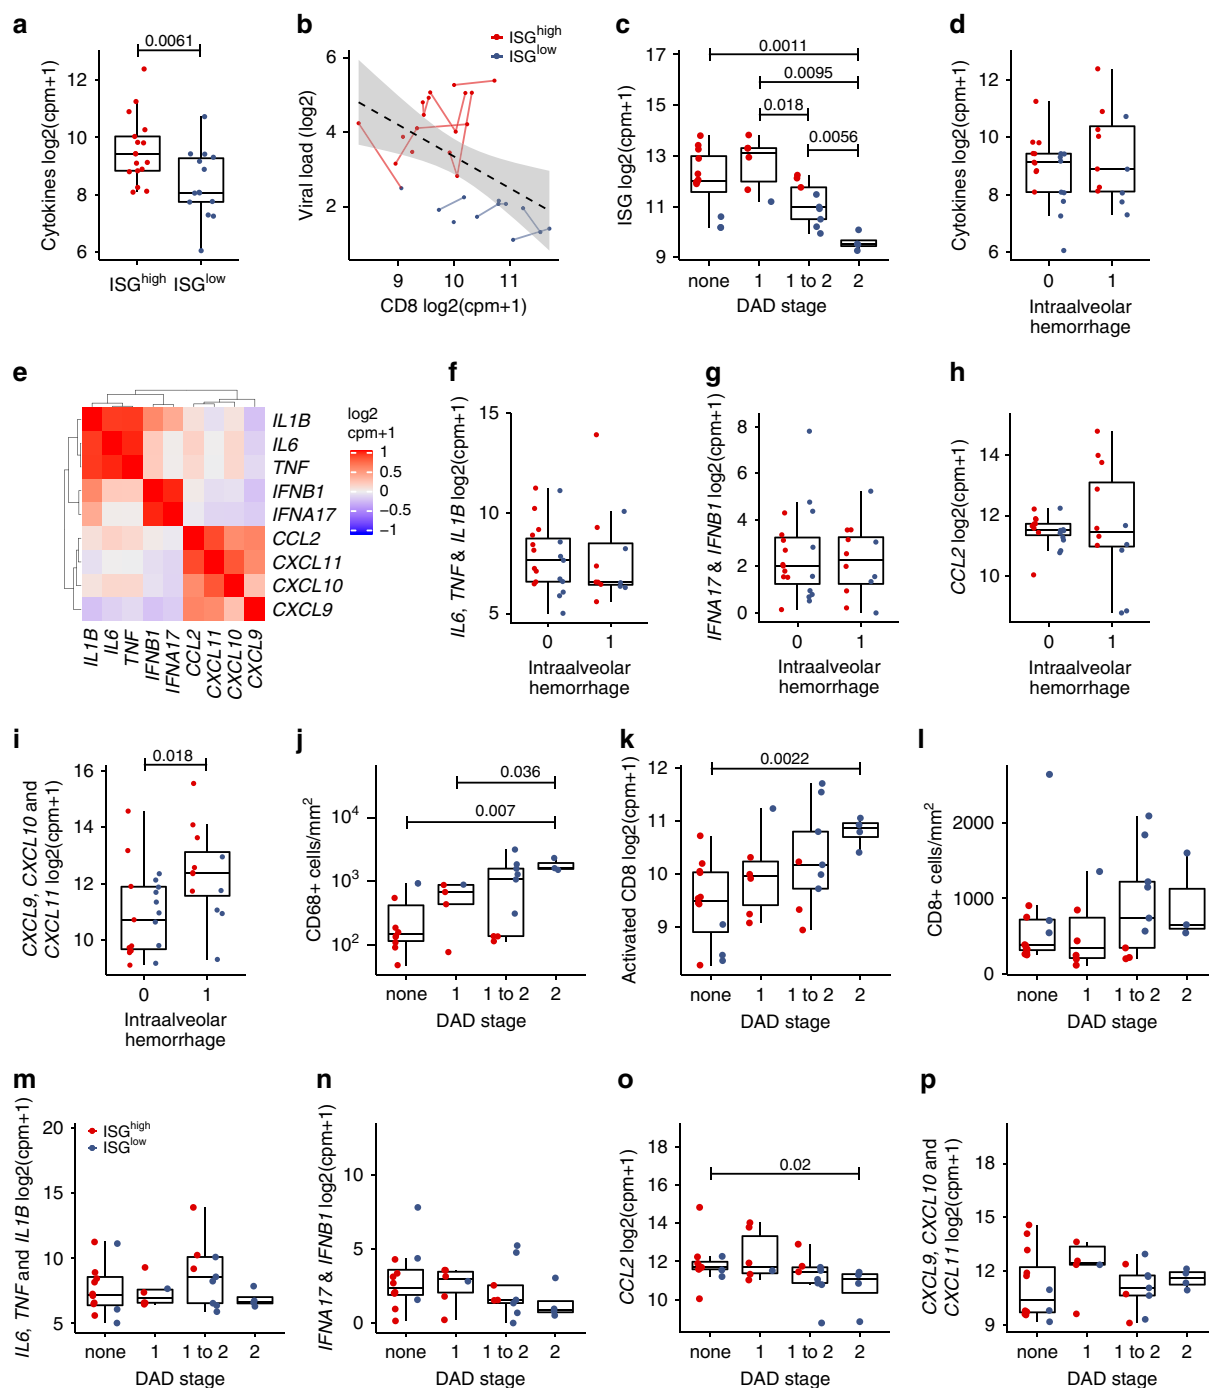 a
0.0061
Cytokines log2(cpm+1)
12
10
8
6
ISGhigh ISGlow
b
ISGhigh
ISGlow
Viral load (log2)
6
4
2
9 10 11
CD8 log2(cpm+1)
c
0.0011
0.0095
0.018
0.0056
ISG log2(cpm+1)
17
15
13
11
9
none 1 1 to 2 2
DAD stage
d
Cytokines log2(cpm+1)
12
10
8
6
0 1
Intraalveolar
hemorrhage
e
IL1B
IL6
TNF
IFNB1
IFNA17
CCL2
CXCL11
CXCL10
CXCL9
IL1B IL6 TNF IFNB1 IFNA17 CCL2 CXCL11 CXCL10 CXCL9
log2
cpm+1
1
0.5
0
−0.5
−1
f
IL6, TNF & IL1B log2(cpm+1)
15
10
5
0 1
Intraalveolar
hemorrhage
g
IFNA17 & IFNB1 log2(cpm+1)
8
6
4
2
0
0 1
Intraalveolar
hemorrhage
h
CCL2 log2(cpm+1)
14
12
10
0 1
Intraalveolar
hemorrhage
i
0.018
CXCL9, CXCL10 and
CXCL11 log2(cpm+1)
16
14
12
10
0 1
Intraalveolar
hemorrhage
j
0.036
0.007
CD68+ cells/mm2
104
103
102
none 1 1 to 2 2
DAD stage
k
0.0022
Activated CD8 log2(cpm+1)
12
11
10
9
none 1 1 to 2 2
DAD stage
l
CD8+ cells/mm2
2000
1000
0
none 1 1 to 2 2
DAD stage
m
ISGhigh
ISGlow
IL6, TNF and IL1B log2(cpm+1)
20
15
10
5
none 1 1 to 2 2
DAD stage
n
IFNA17 & IFNB1 log2(cpm+1)
10
5
0
none 1 1 to 2 2
DAD stage
o
0.02
CCL2 log2(cpm+1)
18
16
14
12
10
none 1 1 to 2 2
DAD stage
p
CXCL9, CXCL10 and
CXCL11 log2(cpm+1)
18
15
12
9
none 1 1 to 2 2
DAD stage